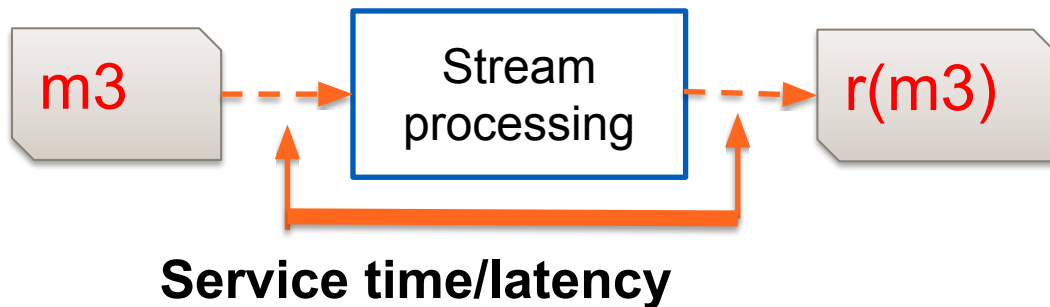 m3
Stream
processing
r(m3)
Service time/latency